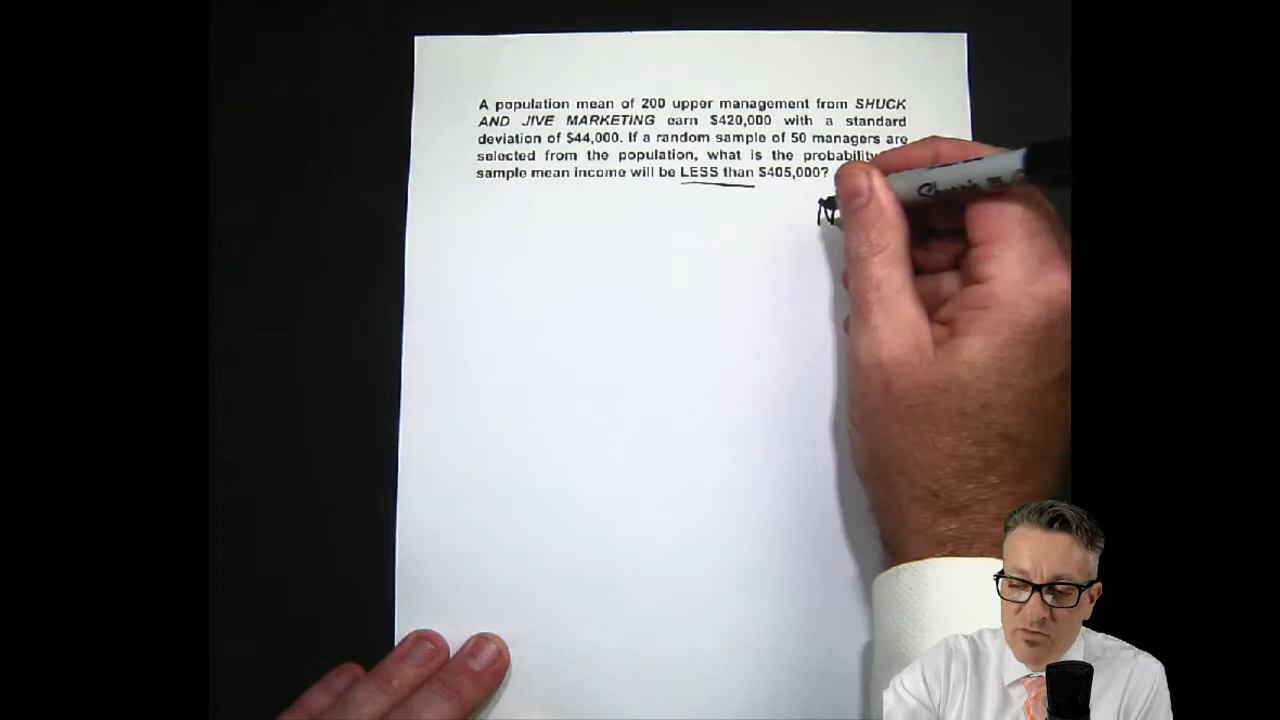 A population mean of 200 upper management from SHUCK
AND JIVE MARKETING earn $420,000 with a standard
deviation of $44,000. If a random sample of 50 managers are
selected from the population, what is the probability
sample mean income will be LESS than $405,000?
N
Sharpie